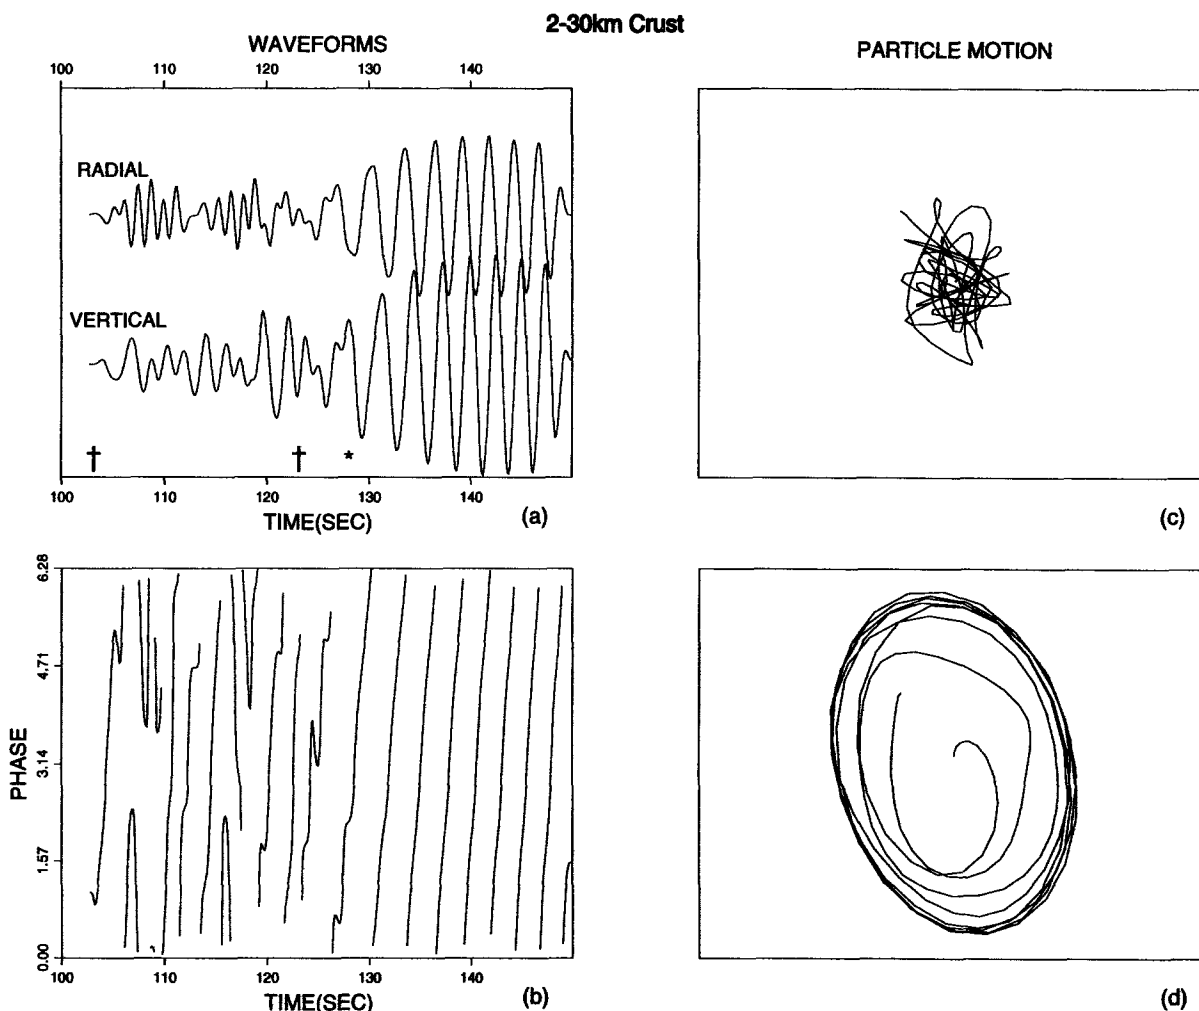 2-30km Crust
WAVEFORMS
PARTICLE MOTION
100 110 120 130 140
RADIAL
VERTICAL
† † *
100 110 120 130 140
TIME(SEC)
(a)
(c)
6.28
4.71
3.14
1.57
0.00
PHASE
100 110 120 130 140
TIME(SEC)
(b)
(d)